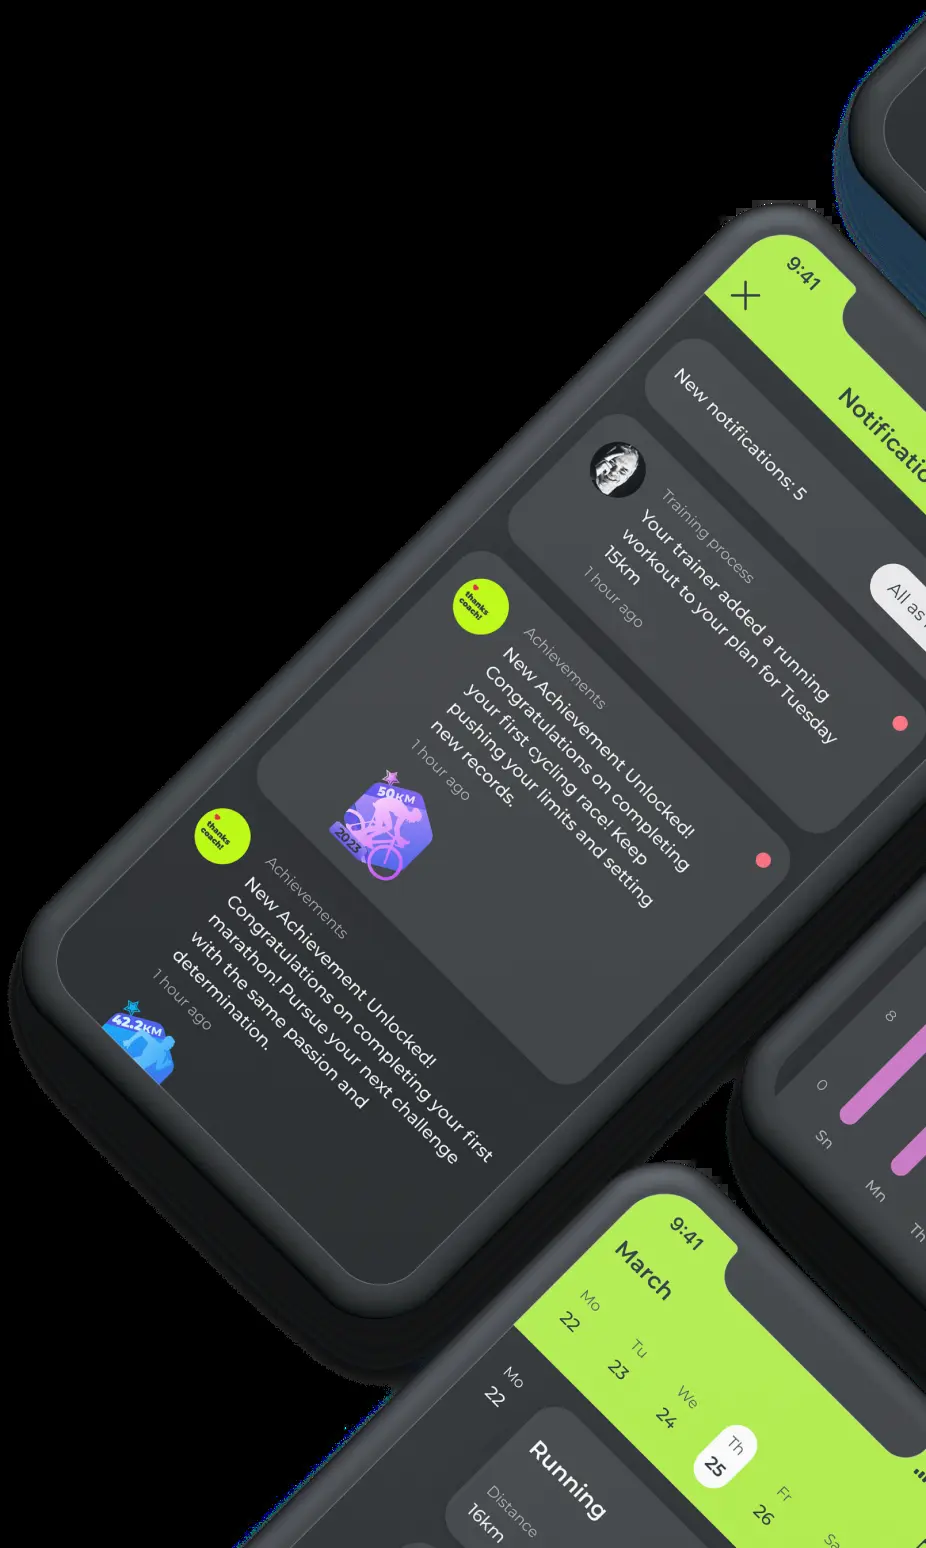 9:41
Notificatio
New notifications: 5
All as
Training process
Your trainer added a running
workout to your plan for Tuesday
15km
1 hour ago
thanks
coach!
Achievements
New Achievement Unlocked!
Congratulations on completing
your first cycling race! Keep
pushing your limits and setting
new records.
1 hour ago
50KM
2023
thanks
coach!
Achievements
New Achievement Unlocked!
Congratulations on completing your first
marathon! Pursue your next challenge
with the same passion and
determination.
1 hour ago
42.2KM
8
0
Sn
Mn
Th
9:41
March
Mo
22
Tu
23
We
24
Th
25
Fr
26
Sa
Mo
22
Running
Distance
16km